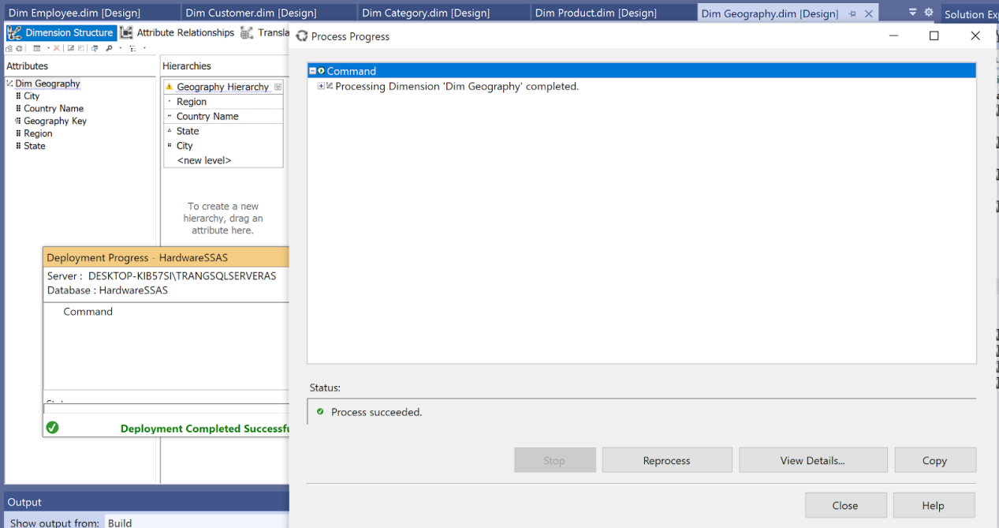 Dim Employee.dim [Design]
Dim Customer.dim [Design]
Dim Category.dim [Design]
Dim Product.dim [Design]
Dim Geography.dim [Design]
Solution
Dimension Structure
Attribute Relationships
Process Progress
Attributes
Dim Geography
City
Country Name
Geography Key
Region
State
Hierarchies
Geography Hierarchy
Region
Country Name
State
City
<new level>
To create a new
hierarchy, drag an
attribute here.
Deployment Progress - HardwareSSAS
Server : DESKTOP-KIB57SI\TRANGSQLSERVERAS
Database : HardwareSSAS
Command
Deployment Completed
Output
Show output from: Build
Command
Processing Dimension 'Dim Geography' completed.
Status:
Process succeeded.
Stop
Reprocess
View Details...
Copy
Close
Help